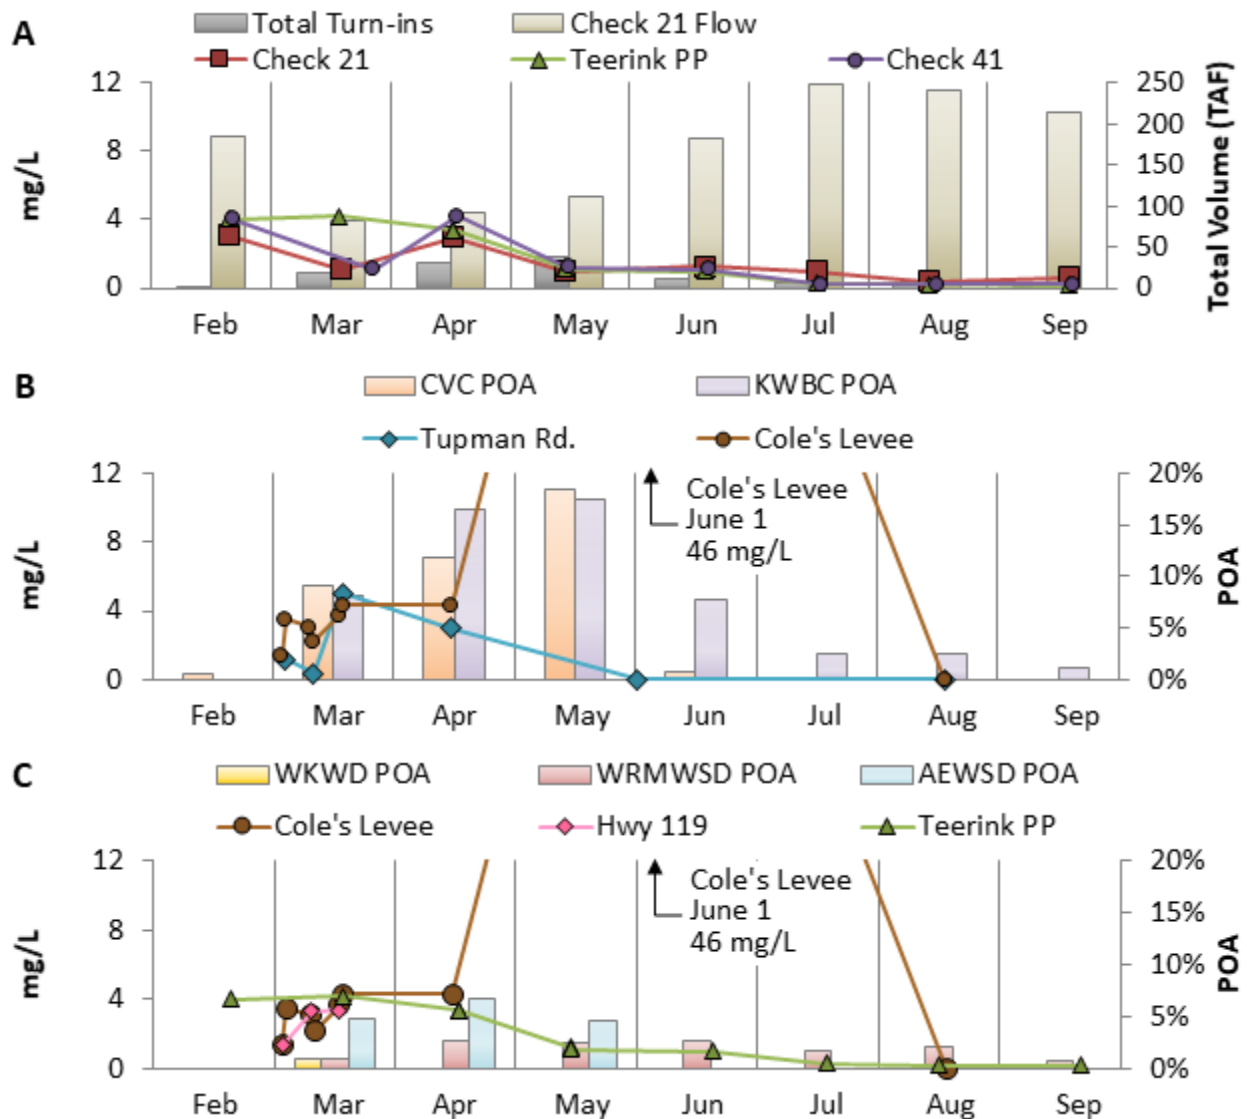 A
Total Turn-ins Check 21 Flow
Check 21 Teerink PP Check 41
mg/L
12
8
4
0
250
200
150
100
50
0
Total Volume (TAF)
Feb Mar Apr May Jun Jul Aug Sep
B
CVC POA KWBC POA
Tupman Rd. Cole's Levee
mg/L
12
8
4
0
Cole's Levee
June 1
46 mg/L
20%
15%
10%
5%
0%
POA
Feb Mar Apr May Jun Jul Aug Sep
C
WKWD POA WRMWSD POA AEWSD POA
Cole's Levee Hwy 119 Teerink PP
mg/L
12
8
4
0
Cole's Levee
June 1
46 mg/L
20%
15%
10%
5%
0%
POA
Feb Mar Apr May Jun Jul Aug Sep